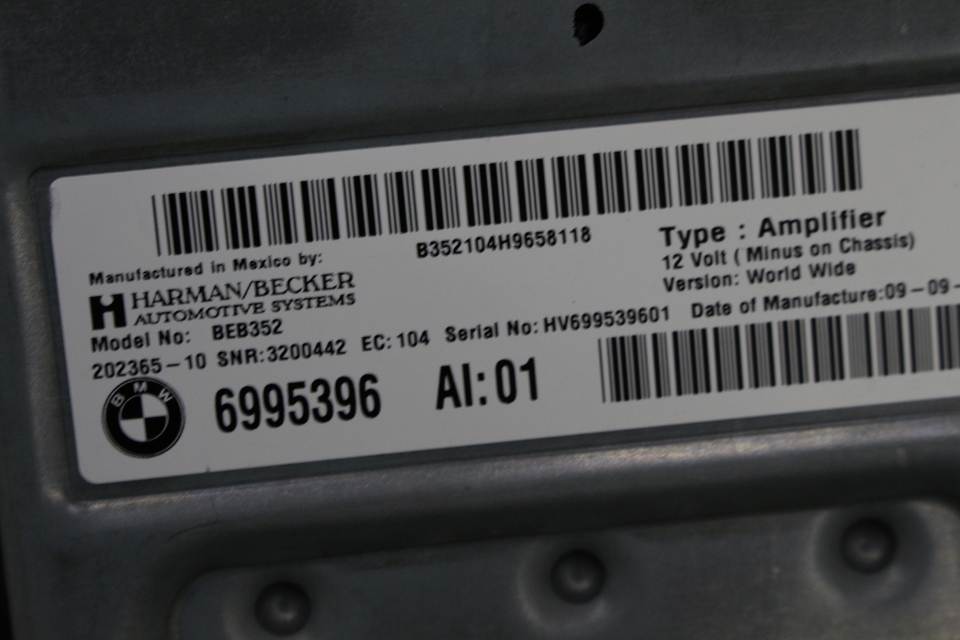 B352104H9658118
Type : Amplifier
12 Volt ( Minus on Chassis)
Version: World Wide
Manufactured in Mexico by:
HARMAN/BECKER
AUTOMOTIVE SYSTEMS
Model No: BEB352
202365-10 SNR:3200442 EC: 104 Serial No: HV699539601 Date of Manufacture:09-09-
BMW
6995396 AI: 01